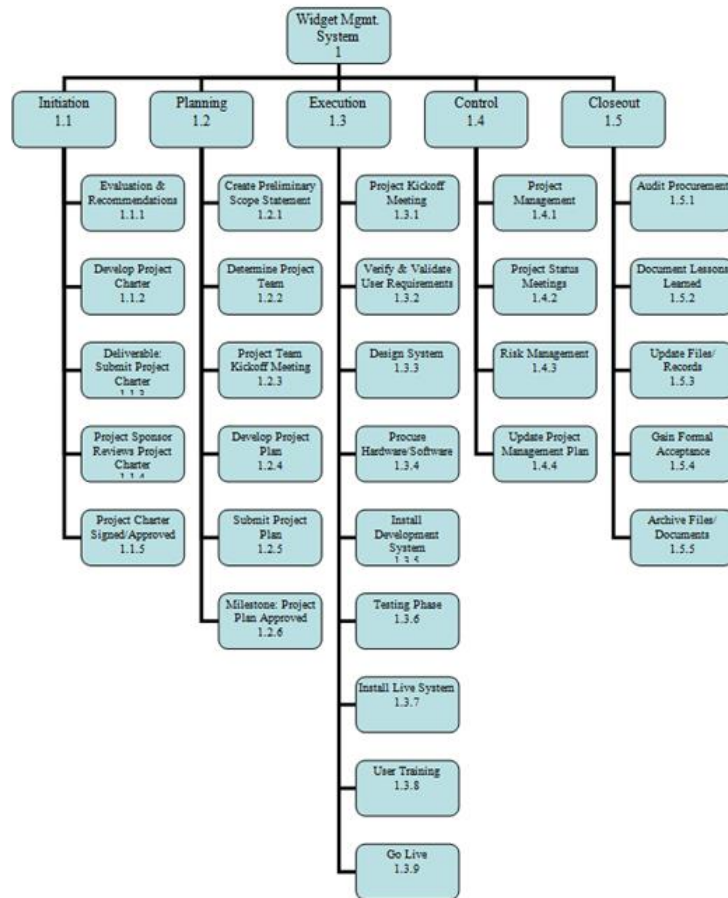 Widget Mgmt.
System
1
Initiation
1.1
Planning
1.2
Execution
1.3
Control
1.4
Closeout
1.5
Evaluation &
Recommendations
1.1.1
Develop Project
Charter
1.1.2
Deliverable:
Submit Project
Charter
1.1.3
Project Sponsor
Reviews Project
Charter
1.1.4
Project Charter
Signed/Approved
1.1.5
Create Preliminary
Scope Statement
1.2.1
Determine Project
Team
1.2.2
Project Team
Kickoff Meeting
1.2.3
Develop Project
Plan
1.2.4
Submit Project
Plan
1.2.5
Milestone: Project
Plan Approved
1.2.6
Project Kickoff
Meeting
1.3.1
Verify & Validate
User Requirements
1.3.2
Design System
1.3.3
Procure
Hardware/Software
1.3.4
Install
Development
System
1.3.5
Testing Phase
1.3.6
Install Live System
1.3.7
User Training
1.3.8
Go Live
1.3.9
Project
Management
1.4.1
Project Status
Meetings
1.4.2
Risk Management
1.4.3
Update Project
Management Plan
1.4.4
Audit Procurement
1.5.1
Document Lessons
Learned
1.5.2
Update Files/
Records
1.5.3
Gain Formal
Acceptance
1.5.4
Archive Files/
Documents
1.5.5